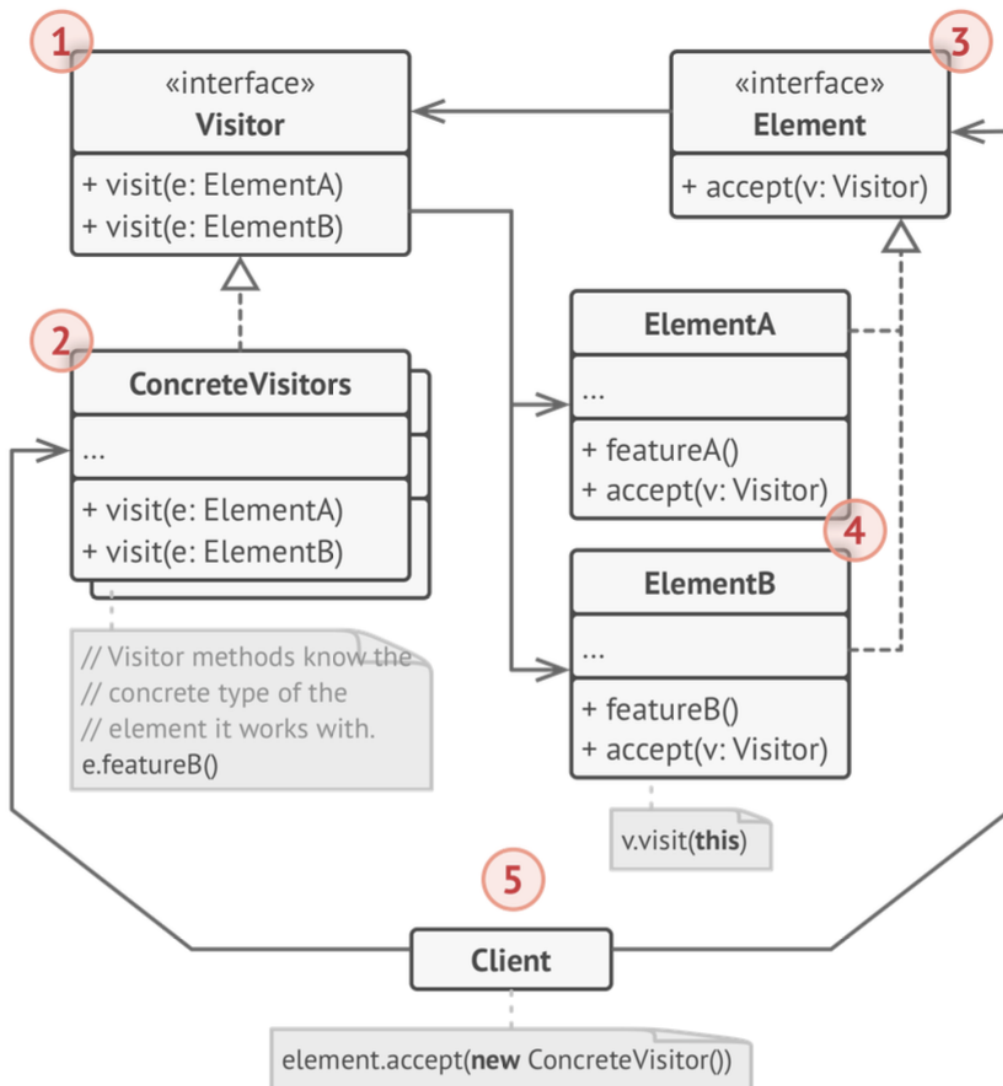 1
«interface»
Visitor
+ visit(e: ElementA)
+ visit(e: ElementB)
3
«interface»
Element
+ accept(v: Visitor)
2
ConcreteVisitors
...
+ visit(e: ElementA)
+ visit(e: ElementB)
// Visitor methods know the
// concrete type of the
// element it works with.
e.featureB()
ElementA
...
+ featureA()
+ accept(v: Visitor)
4
ElementB
...
+ featureB()
+ accept(v: Visitor)
v.visit(this)
5
Client
element.accept(new ConcreteVisitor())